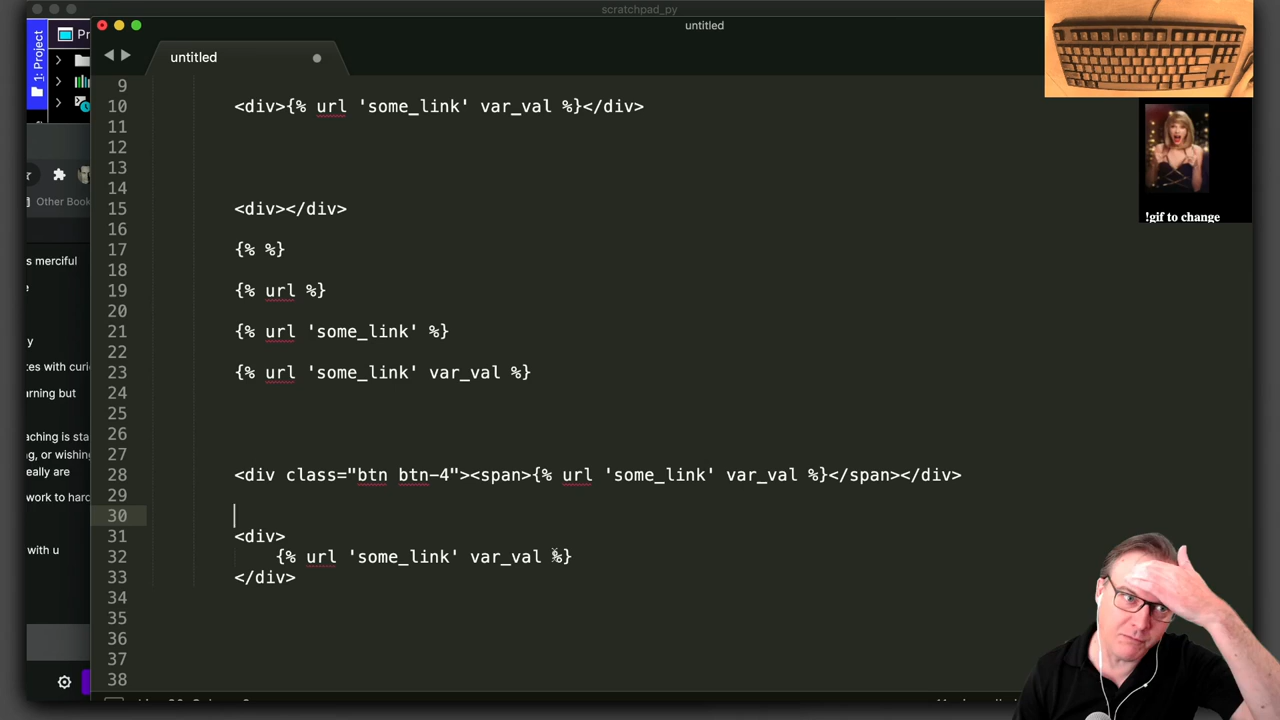 scratchpad_py
untitled
1: Project
Pr
untitled
9
10 <div>{% url 'some_link' var_val %}</div>
11
12
13
14
15 <div></div>
16
17 {% %}
18
19 {% url %}
20
21 {% url 'some_link' %}
22
23 {% url 'some_link' var_val %}
24
25
26
27
28 <div class="btn btn-4"><span>{% url 'some_link' var_val %}</span></div>
29
30
31 <div>
32 {% url 'some_link' var_val %}
33 </div>
34
35
36
37
38
Other Book
s merciful
e
y
tes with curi
arning but
aching is sta
ng, or wishing
eally are
work to hard
with u
!gif to change